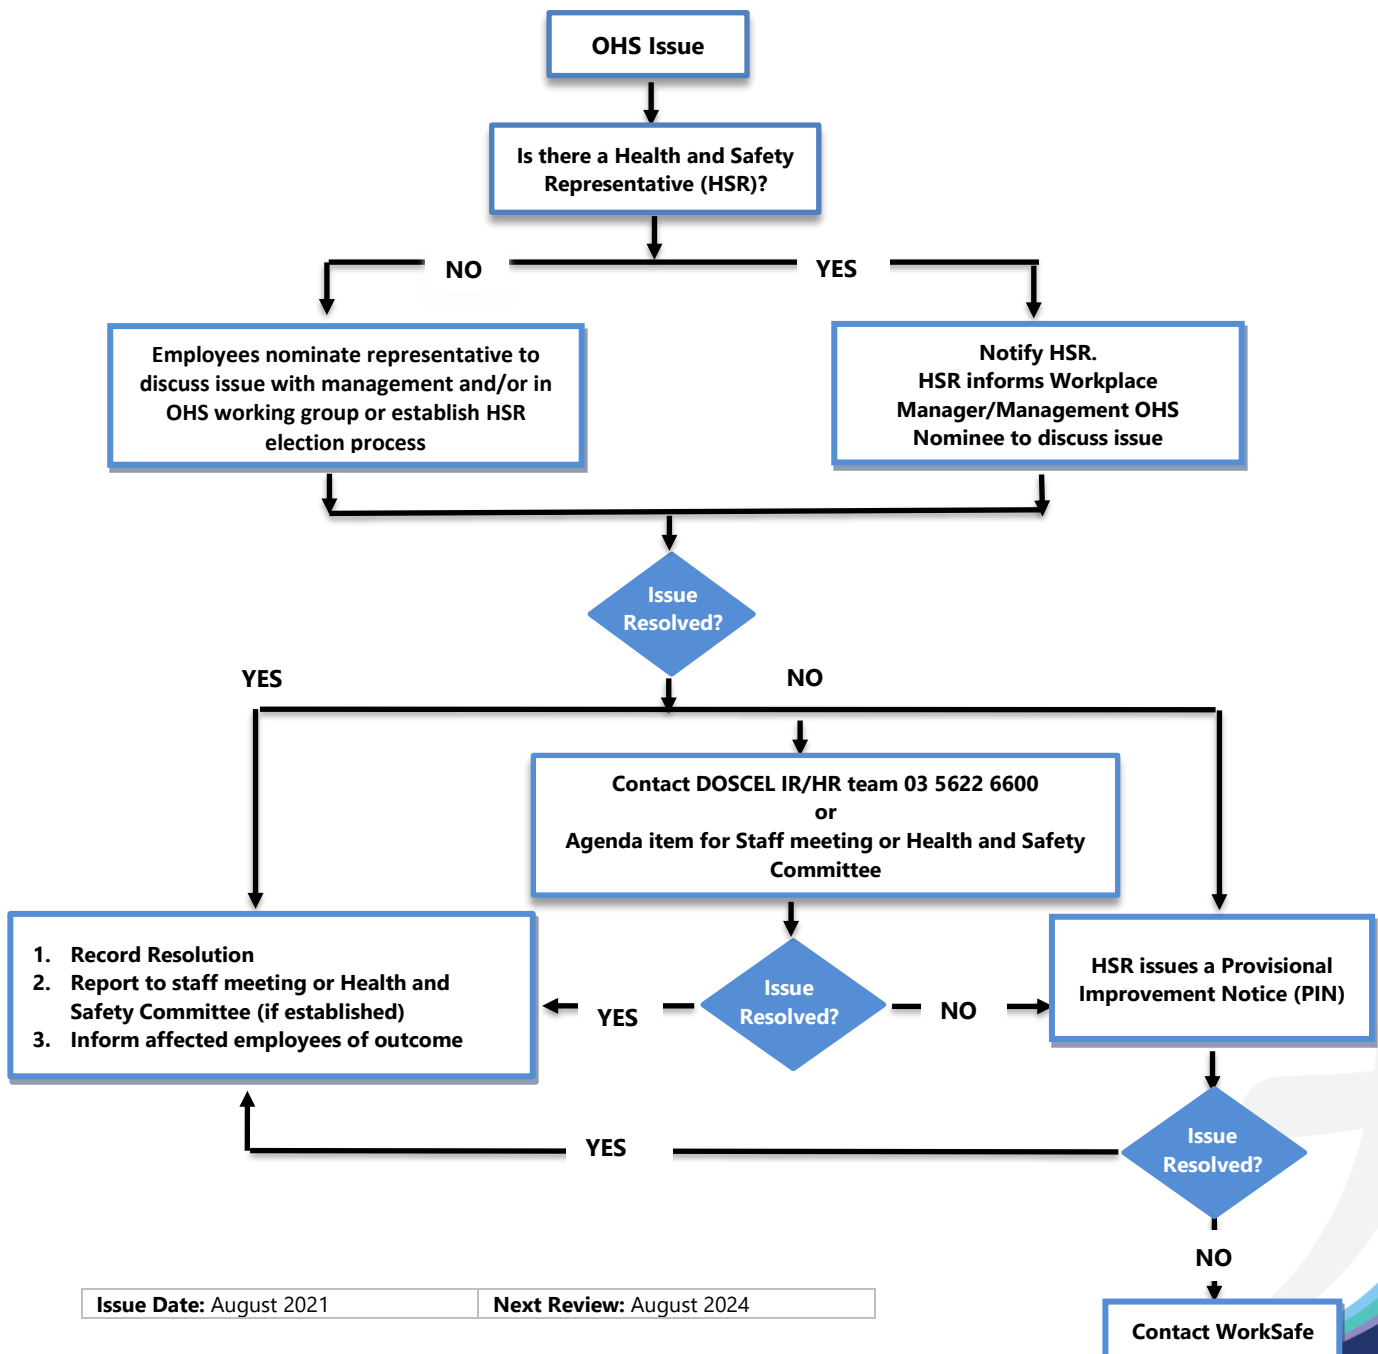 OHS Issue
Is there a Health and Safety
Representative (HSR)?
NO
YES
Employees nominate representative to
discuss issue with management and/or in
OHS working group or establish HSR
election process
Notify HSR.
HSR informs Workplace
Manager/Management OHS
Nominee to discuss issue
Issue
Resolved?
YES
NO
Contact DOSCEL IR/HR team 03 5622 6600
or
Agenda item for Staff meeting or Health and Safety
Committee
1. Record Resolution
2. Report to staff meeting or Health and
Safety Committee (if established)
3. Inform affected employees of outcome
YES
Issue
Resolved?
NO
HSR issues a Provisional
Improvement Notice (PIN)
YES
Issue
Resolved?
NO
Contact WorkSafe
Issue Date: August 2021
Next Review: August 2024